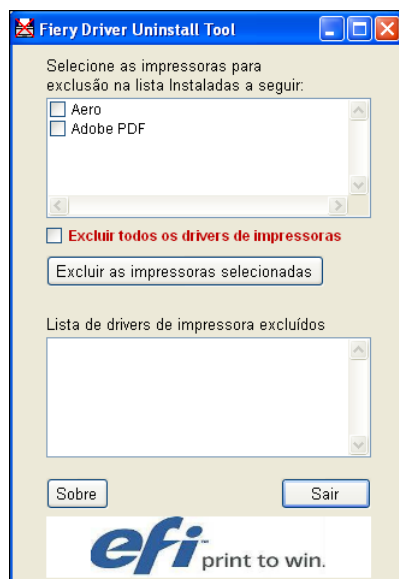 Fiery Driver Uninstall Tool
Selecione as impressoras para
exclusão na lista Instaladas a seguir:
Aero
Adobe PDF
Excluir todos os drivers de impressoras
Excluir as impressoras selecionadas
Lista de drivers de impressora excluídos
Sobre
Sair
efi™ print to win.